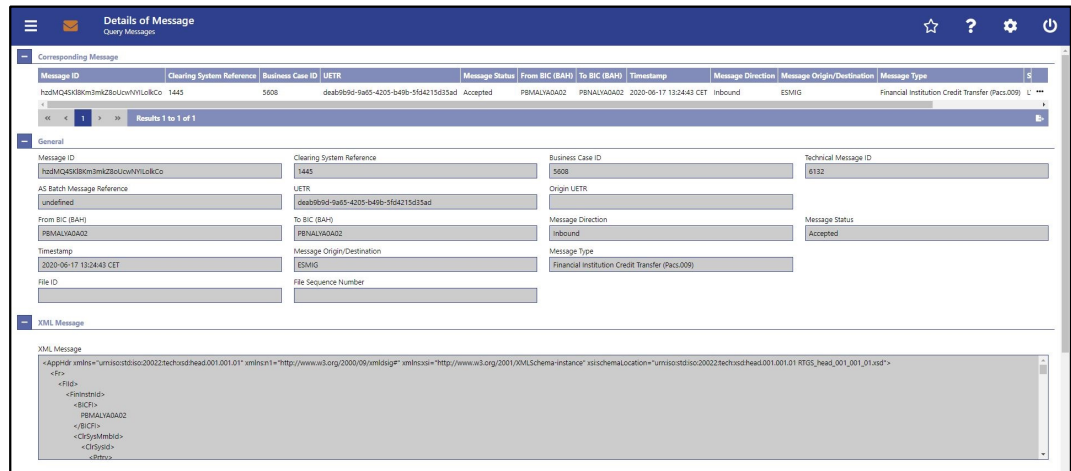 Details of Message
Query Messages
Corresponding Message
Message ID Clearing System Reference Business Case ID UETR Message Status From BIC (BAH) To BIC (BAH) Timestamp Message Direction Message Origin/Destination Message Type S
hzdMQ4SKl8Km3mkZ8oUcwNYILolkCo 1445 5608 deab9b9d-9a65-4205-b49b-5fd4215d35ad Accepted PBMALYA0A02 PBNALYA0A02 2020-06-17 13:24:43 CET Inbound ESMIG Financial Institution Credit Transfer (Pacs.009) L' •••
« < 1 > » Results 1 to 1 of 1
General
Message ID Clearing System Reference Business Case ID Technical Message ID
hzdMQ4SKl8Km3mkZ8oUcwNYILolkCo 1445 5608 6132
AS Batch Message Reference UETR Origin UETR
undefined deab9b9d-9a65-4205-b49b-5fd4215d35ad
From BIC (BAH) To BIC (BAH) Message Direction Message Status
PBMALYA0A02 PBNALYA0A02 Inbound Accepted
Timestamp Message Origin/Destination Message Type
2020-06-17 13:24:43 CET ESMIG Financial Institution Credit Transfer (Pacs.009)
File ID File Sequence Number
XML Message
XML Message
<AppHdr xmlns="urn:iso:std:iso:20022:tech:xsd:head.001.001.01" xmlns:n1="http://www.w3.org/2000/09/xmldsig#" xmlns:xsi="http://www.w3.org/2001/XMLSchema-instance" xsi:schemaLocation="urn:iso:std:iso:20022:tech:xsd:head.001.001.01 RTGS_head_001_001_01.xsd">
<Fr>
<FIId>
<FinInstnId>
<BICFI>
PBMALYA0A02
</BICFI>
<ClrSysMmbId>
<ClrSysId>
<Prtry>